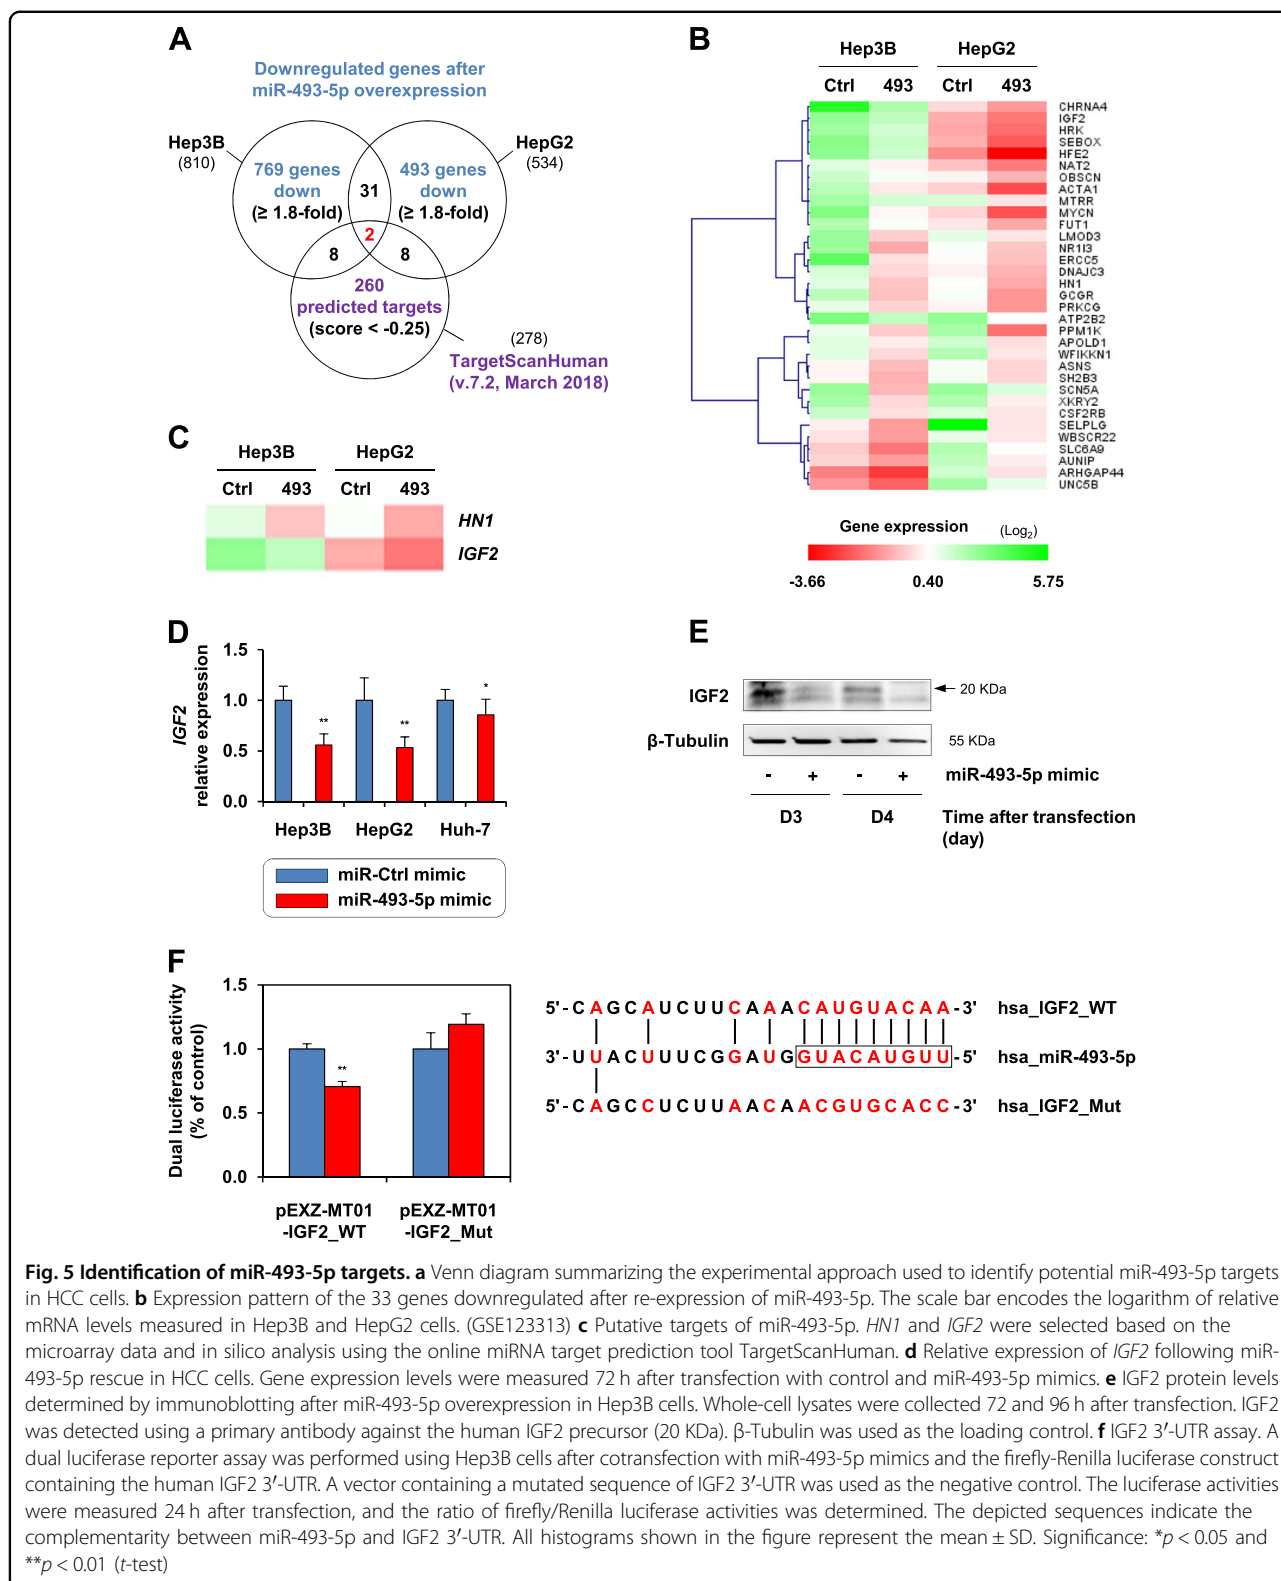 A
Downregulated genes after
miR-493-5p overexpression
Hep3B
(810)
HepG2
(534)
769 genes
down
(≥ 1.8-fold)
31
493 genes
down
(≥ 1.8-fold)
2
8
8
260
predicted targets
(score < -0.25)
(278)
TargetScanHuman
(v.7.2, March 2018)
B
Hep3B HepG2
Ctrl 493 Ctrl 493
CHRNA4
IGF2
HRK
SEBOX
HFE2
NAT2
OBSCN
ACTA1
MTRR
MYCN
FUT1
LMOD3
NR1I3
ERCC5
DNAJC3
HN1
GCGR
PRKCG
ATP2B2
PPM1K
APOLD1
WFIKKN1
ASNS
SH2B3
SCN5A
XKRY2
CSF2RB
SELPLG
WBSCR22
SLC6A9
AUNIP
ARHGAP44
UNC5B
Gene expression (Log2)
-3.66 0.40 5.75
C
Hep3B HepG2
Ctrl 493 Ctrl 493
HN1
IGF2
D
IGF2
relative expression
1.5
1.0
0.5
0.0
** ** *
Hep3B HepG2 Huh-7
miR-Ctrl mimic
miR-493-5p mimic
E
IGF2 20 KDa
β-Tubulin 55 KDa
- + - + miR-493-5p mimic
D3 D4 Time after transfection
(day)
F
Dual luciferase activity
(% of control)
1.5
1.0
0.5
0.0
**
pEXZ-MT01
-IGF2_WT
pEXZ-MT01
-IGF2_Mut
5'-CAGCAUCUUCAAACAUGUACAA-3' hsa_IGF2_WT
3'-UUACUUUCGGAUGGUACAUGUU-5' hsa_miR-493-5p
5'-CAGCCUCUUAACAACGUGCACC-3' hsa_IGF2_Mut
Fig. 5 Identification of miR-493-5p targets. a Venn diagram summarizing the experimental approach used to identify potential miR-493-5p targets
in HCC cells. b Expression pattern of the 33 genes downregulated after re-expression of miR-493-5p. The scale bar encodes the logarithm of relative
mRNA levels measured in Hep3B and HepG2 cells. (GSE123313) c Putative targets of miR-493-5p. HN1 and IGF2 were selected based on the
microarray data and in silico analysis using the online miRNA target prediction tool TargetScanHuman. d Relative expression of IGF2 following miR-
493-5p rescue in HCC cells. Gene expression levels were measured 72 h after transfection with control and miR-493-5p mimics. e IGF2 protein levels
determined by immunoblotting after miR-493-5p overexpression in Hep3B cells. Whole-cell lysates were collected 72 and 96 h after transfection. IGF2
was detected using a primary antibody against the human IGF2 precursor (20 KDa). β-Tubulin was used as the loading control. f IGF2 3′-UTR assay. A
dual luciferase reporter assay was performed using Hep3B cells after cotransfection with miR-493-5p mimics and the firefly-Renilla luciferase construct
containing the human IGF2 3′-UTR. A vector containing a mutated sequence of IGF2 3′-UTR was used as the negative control. The luciferase activities
were measured 24 h after transfection, and the ratio of firefly/Renilla luciferase activities was determined. The depicted sequences indicate the
complementarity between miR-493-5p and IGF2 3′-UTR. All histograms shown in the figure represent the mean ± SD. Significance: *p < 0.05 and
**p < 0.01 (t-test)